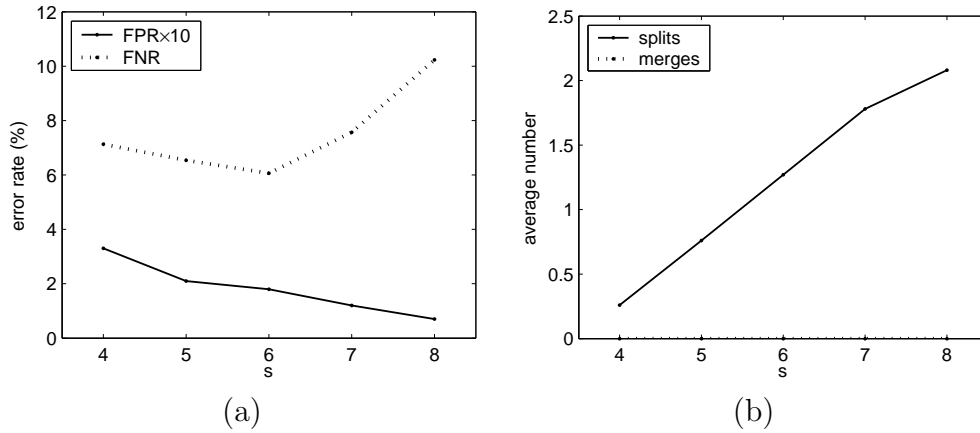 12
10
8
6
4
2
0
error rate (%)
FPR×10
FNR
4 5 6 7 8
s
(a)
2.5
2
1.5
1
0.5
0
average number
splits
merges
4 5 6 7 8
s
(b)